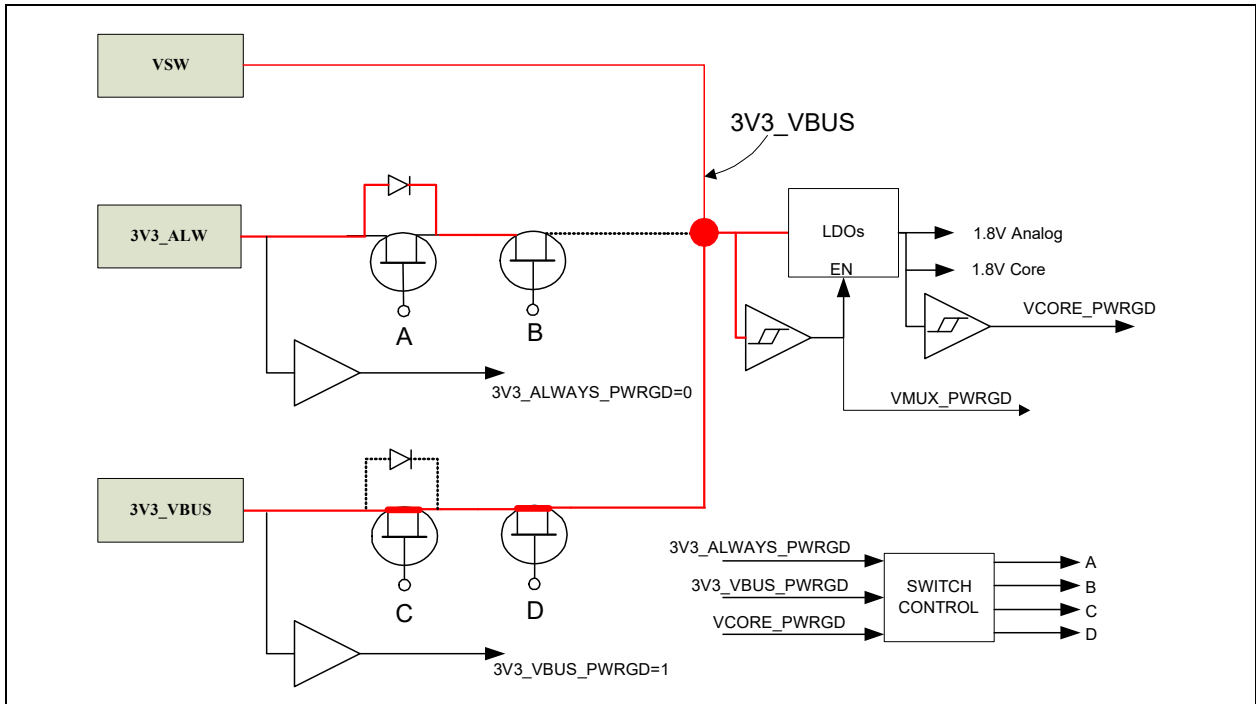 VSW
3V3_VBUS
3V3_ALW
LDOs
EN
1.8V Analog
1.8V Core
VCORE_PWRGD
A
B
3V3_ALWAYS_PWRGD=0
VMUX_PWRGD
3V3_VBUS
C
D
3V3_VBUS_PWRGD=1
3V3_ALWAYS_PWRGD
3V3_VBUS_PWRGD
VCORE_PWRGD
SWITCH
CONTROL
A
B
C
D